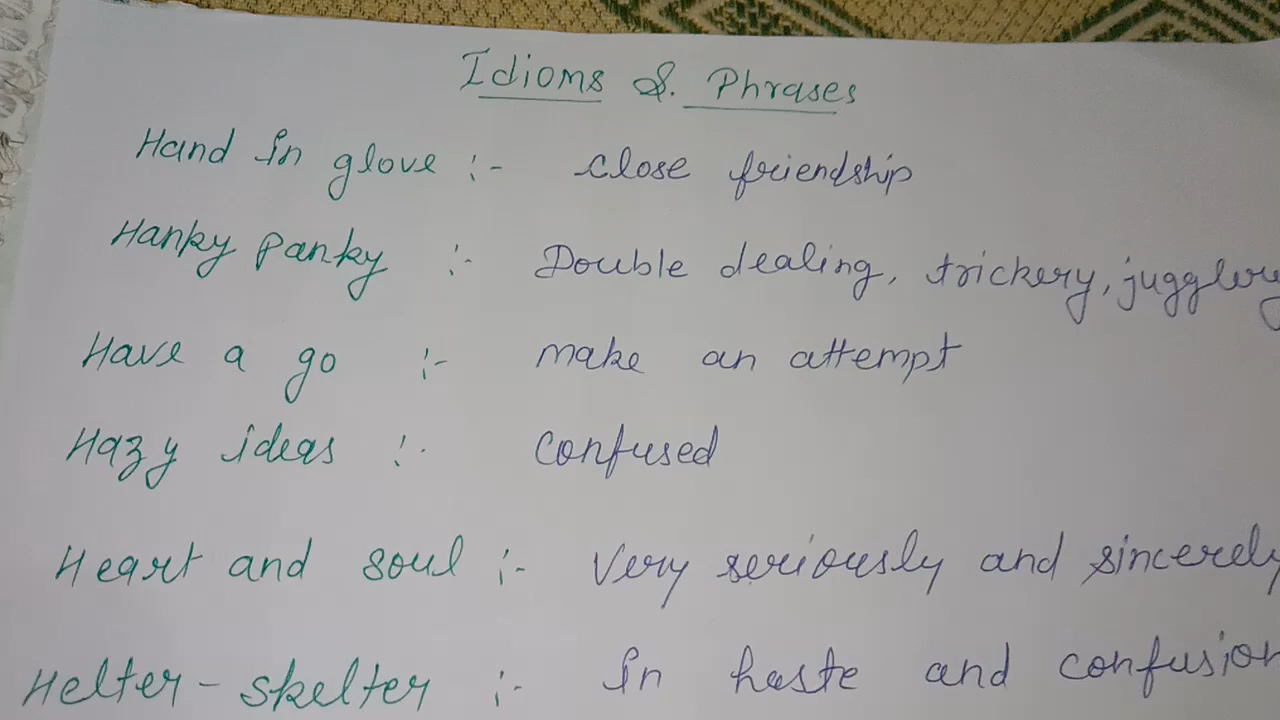 Idioms & Phrases
Hand in glove :- close friendship
Hanky panky :- Double dealing, trickery, jugglery
Have a go :- make an attempt
Hazy ideas :- Confused
Heart and soul :- Very seriously and sincerely
Helter-skelter :- In haste and confusion